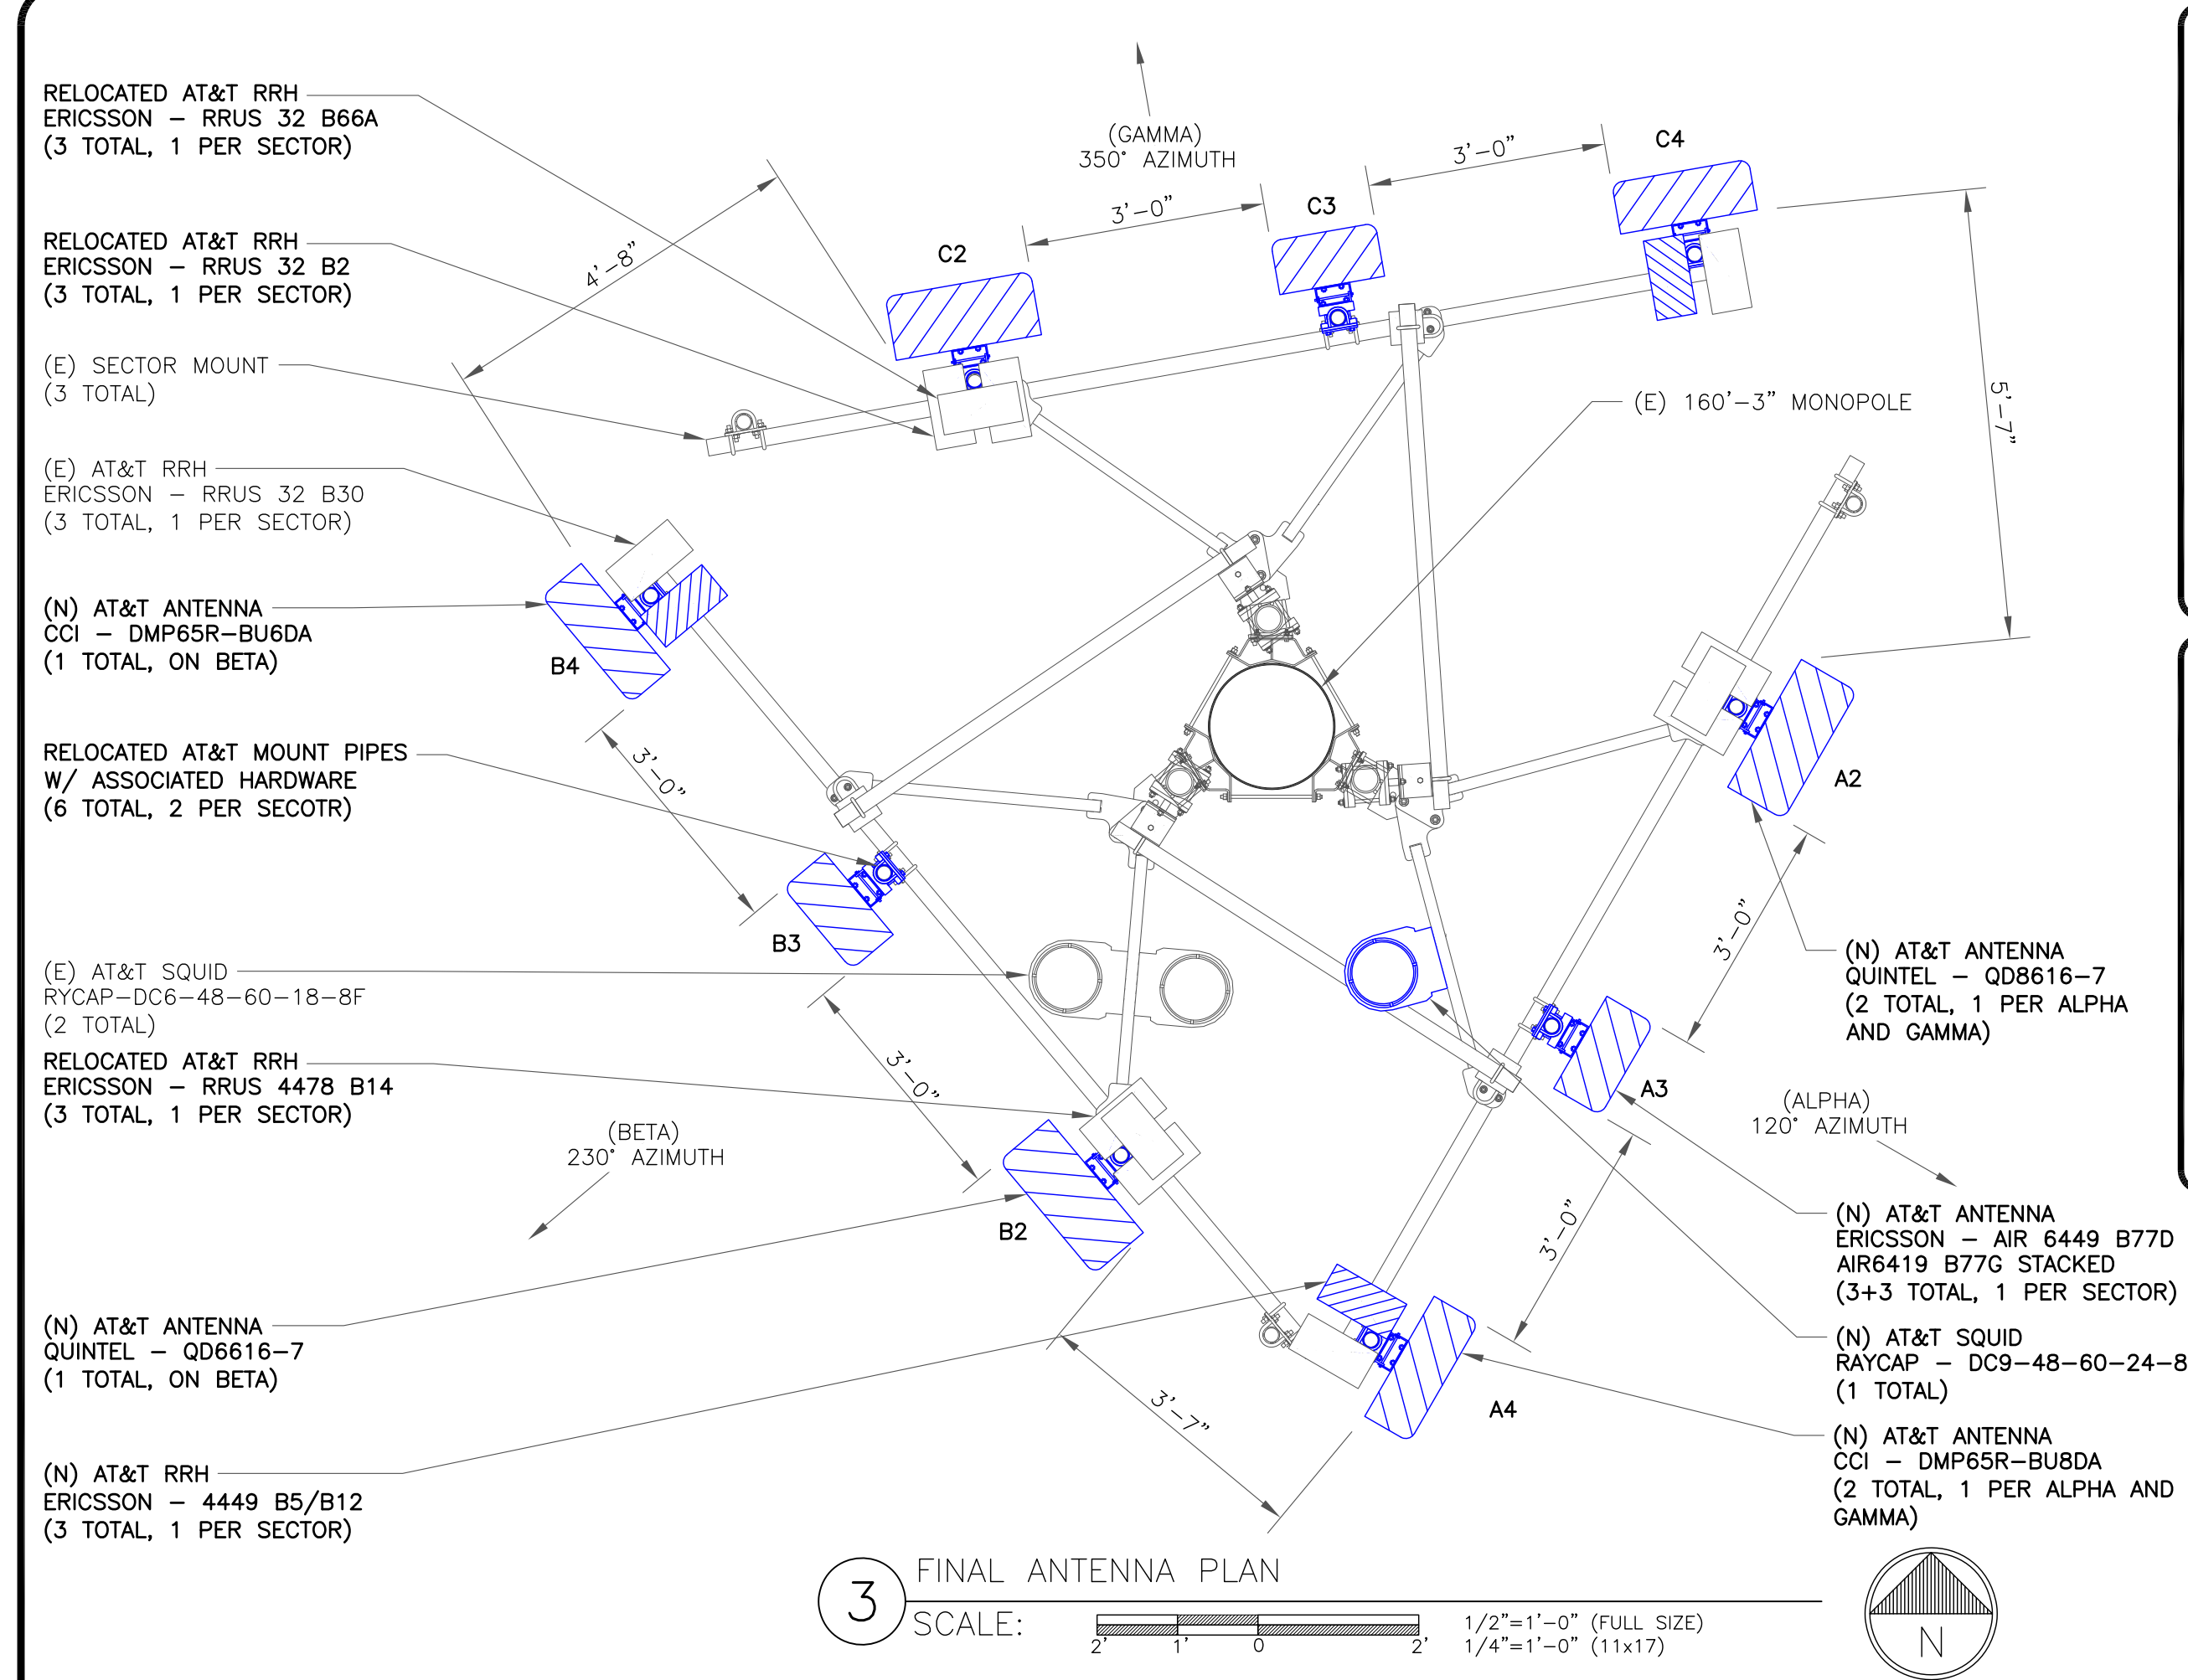 RELOCATED AT&T RRH
ERICSSON – RRUS 32 B66A
(3 TOTAL, 1 PER SECTOR)
RELOCATED AT&T RRH
ERICSSON – RRUS 32 B2
(3 TOTAL, 1 PER SECTOR)
(E) SECTOR MOUNT
(3 TOTAL)
(E) AT&T RRH
ERICSSON – RRUS 32 B30
(3 TOTAL, 1 PER SECTOR)
(N) AT&T ANTENNA
CCI – DMP65R–BU6DA
(1 TOTAL, ON BETA)
RELOCATED AT&T MOUNT PIPES
W/ ASSOCIATED HARDWARE
(6 TOTAL, 2 PER SECOTR)
(E) AT&T SQUID
RYCAP–DC6–48–60–18–8F
(2 TOTAL)
RELOCATED AT&T RRH
ERICSSON – RRUS 4478 B14
(3 TOTAL, 1 PER SECTOR)
(N) AT&T ANTENNA
QUINTEL – QD6616–7
(1 TOTAL, ON BETA)
(N) AT&T RRH
ERICSSON – 4449 B5/B12
(3 TOTAL, 1 PER SECTOR)
(GAMMA)
350° AZIMUTH
4'–8"
3'–0"
3'–0"
C2
C3
C4
5'–7"
(E) 160'–3" MONOPOLE
B4
3'–0"
B3
3'–0"
(BETA)
230° AZIMUTH
B2
3'–7"
A2
3'–0"
A3
3'–0"
A4
(N) AT&T ANTENNA
QUINTEL – QD8616–7
(2 TOTAL, 1 PER ALPHA
AND GAMMA)
(ALPHA)
120° AZIMUTH
(N) AT&T ANTENNA
ERICSSON – AIR 6449 B77D
AIR6419 B77G STACKED
(3+3 TOTAL, 1 PER SECTOR)
(N) AT&T SQUID
RAYCAP – DC9–48–60–24–8
(1 TOTAL)
(N) AT&T ANTENNA
CCI – DMP65R–BU8DA
(2 TOTAL, 1 PER ALPHA AND
GAMMA)
3
FINAL ANTENNA PLAN
SCALE:
2' 1' 0 2'
1/2"=1'–0" (FULL SIZE)
1/4"=1'–0" (11x17)
N